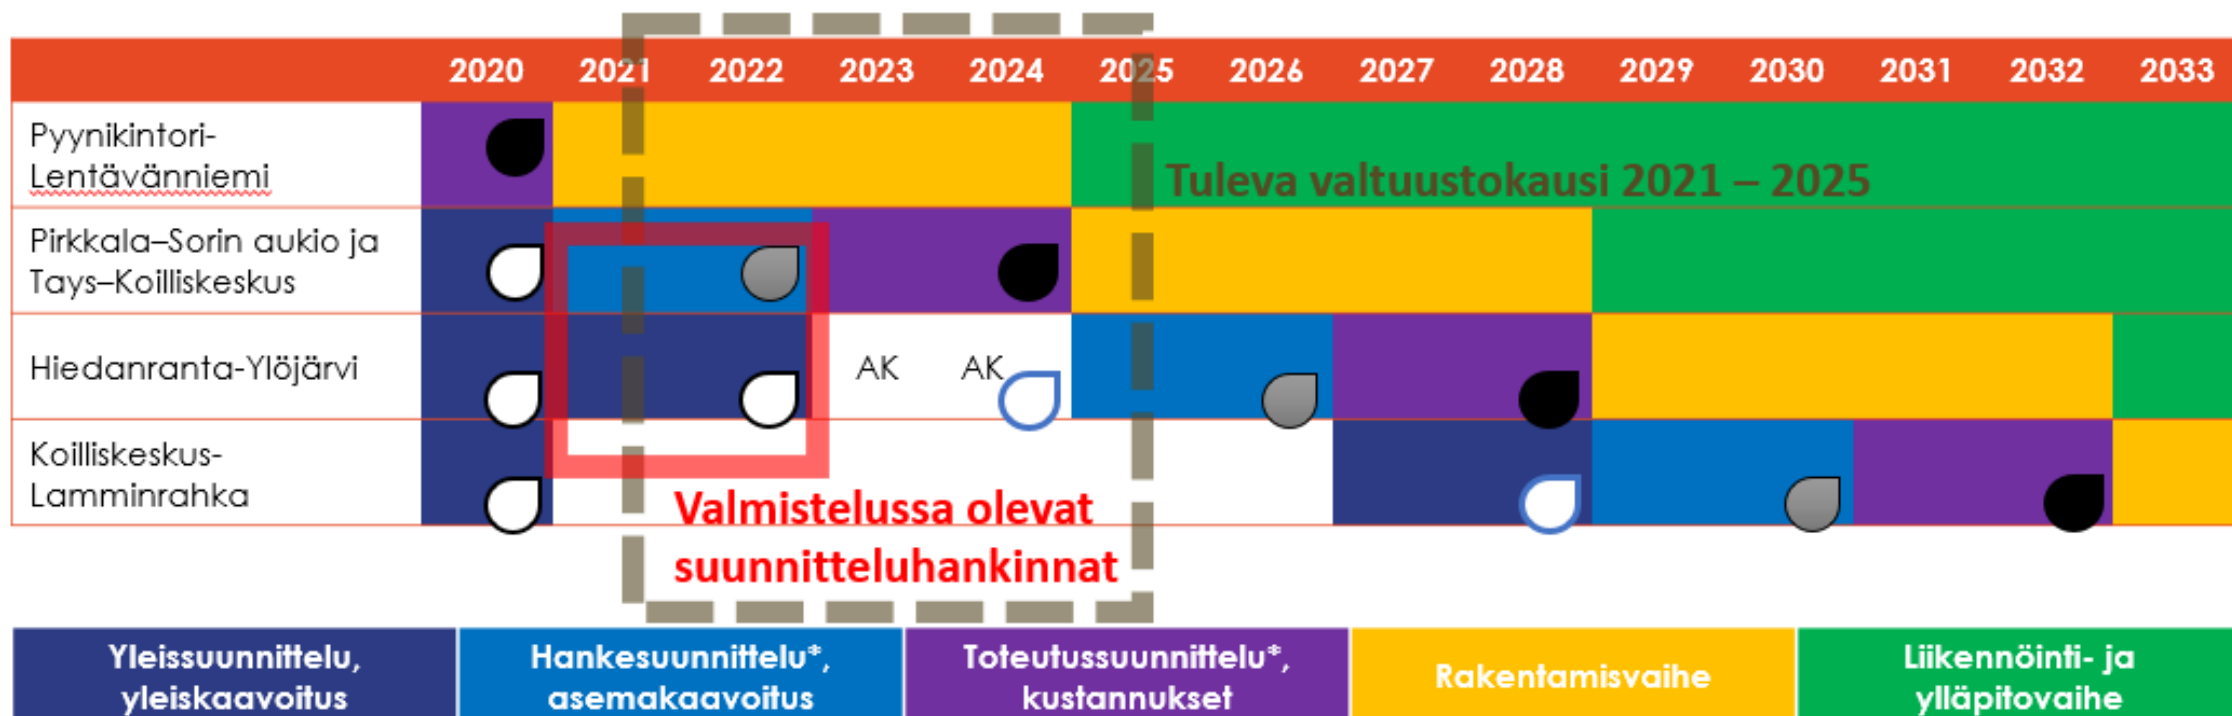 2020 2021 2022 2023 2024 2025 2026 2027 2028 2029 2030 2031 2032 2033
Pyynikintori-
Lentävänniemi
Tuleva valtuustokausi 2021 – 2025
Pirkkala–Sorin aukio ja
Tays–Koilliskeskus
Hiedanranta-Ylöjärvi
AK AK
Koilliskeskus-
Lamminrahka
Valmistelussa olevat
suunnitteluhankinnat
Yleissuunnittelu,
yleiskaavoitus
Hankesuunnittelu*,
asemakaavoitus
Toteutussuunnittelu*,
kustannukset
Rakentamisvaihe
Liikennöinti- ja
ylläpitovaihe